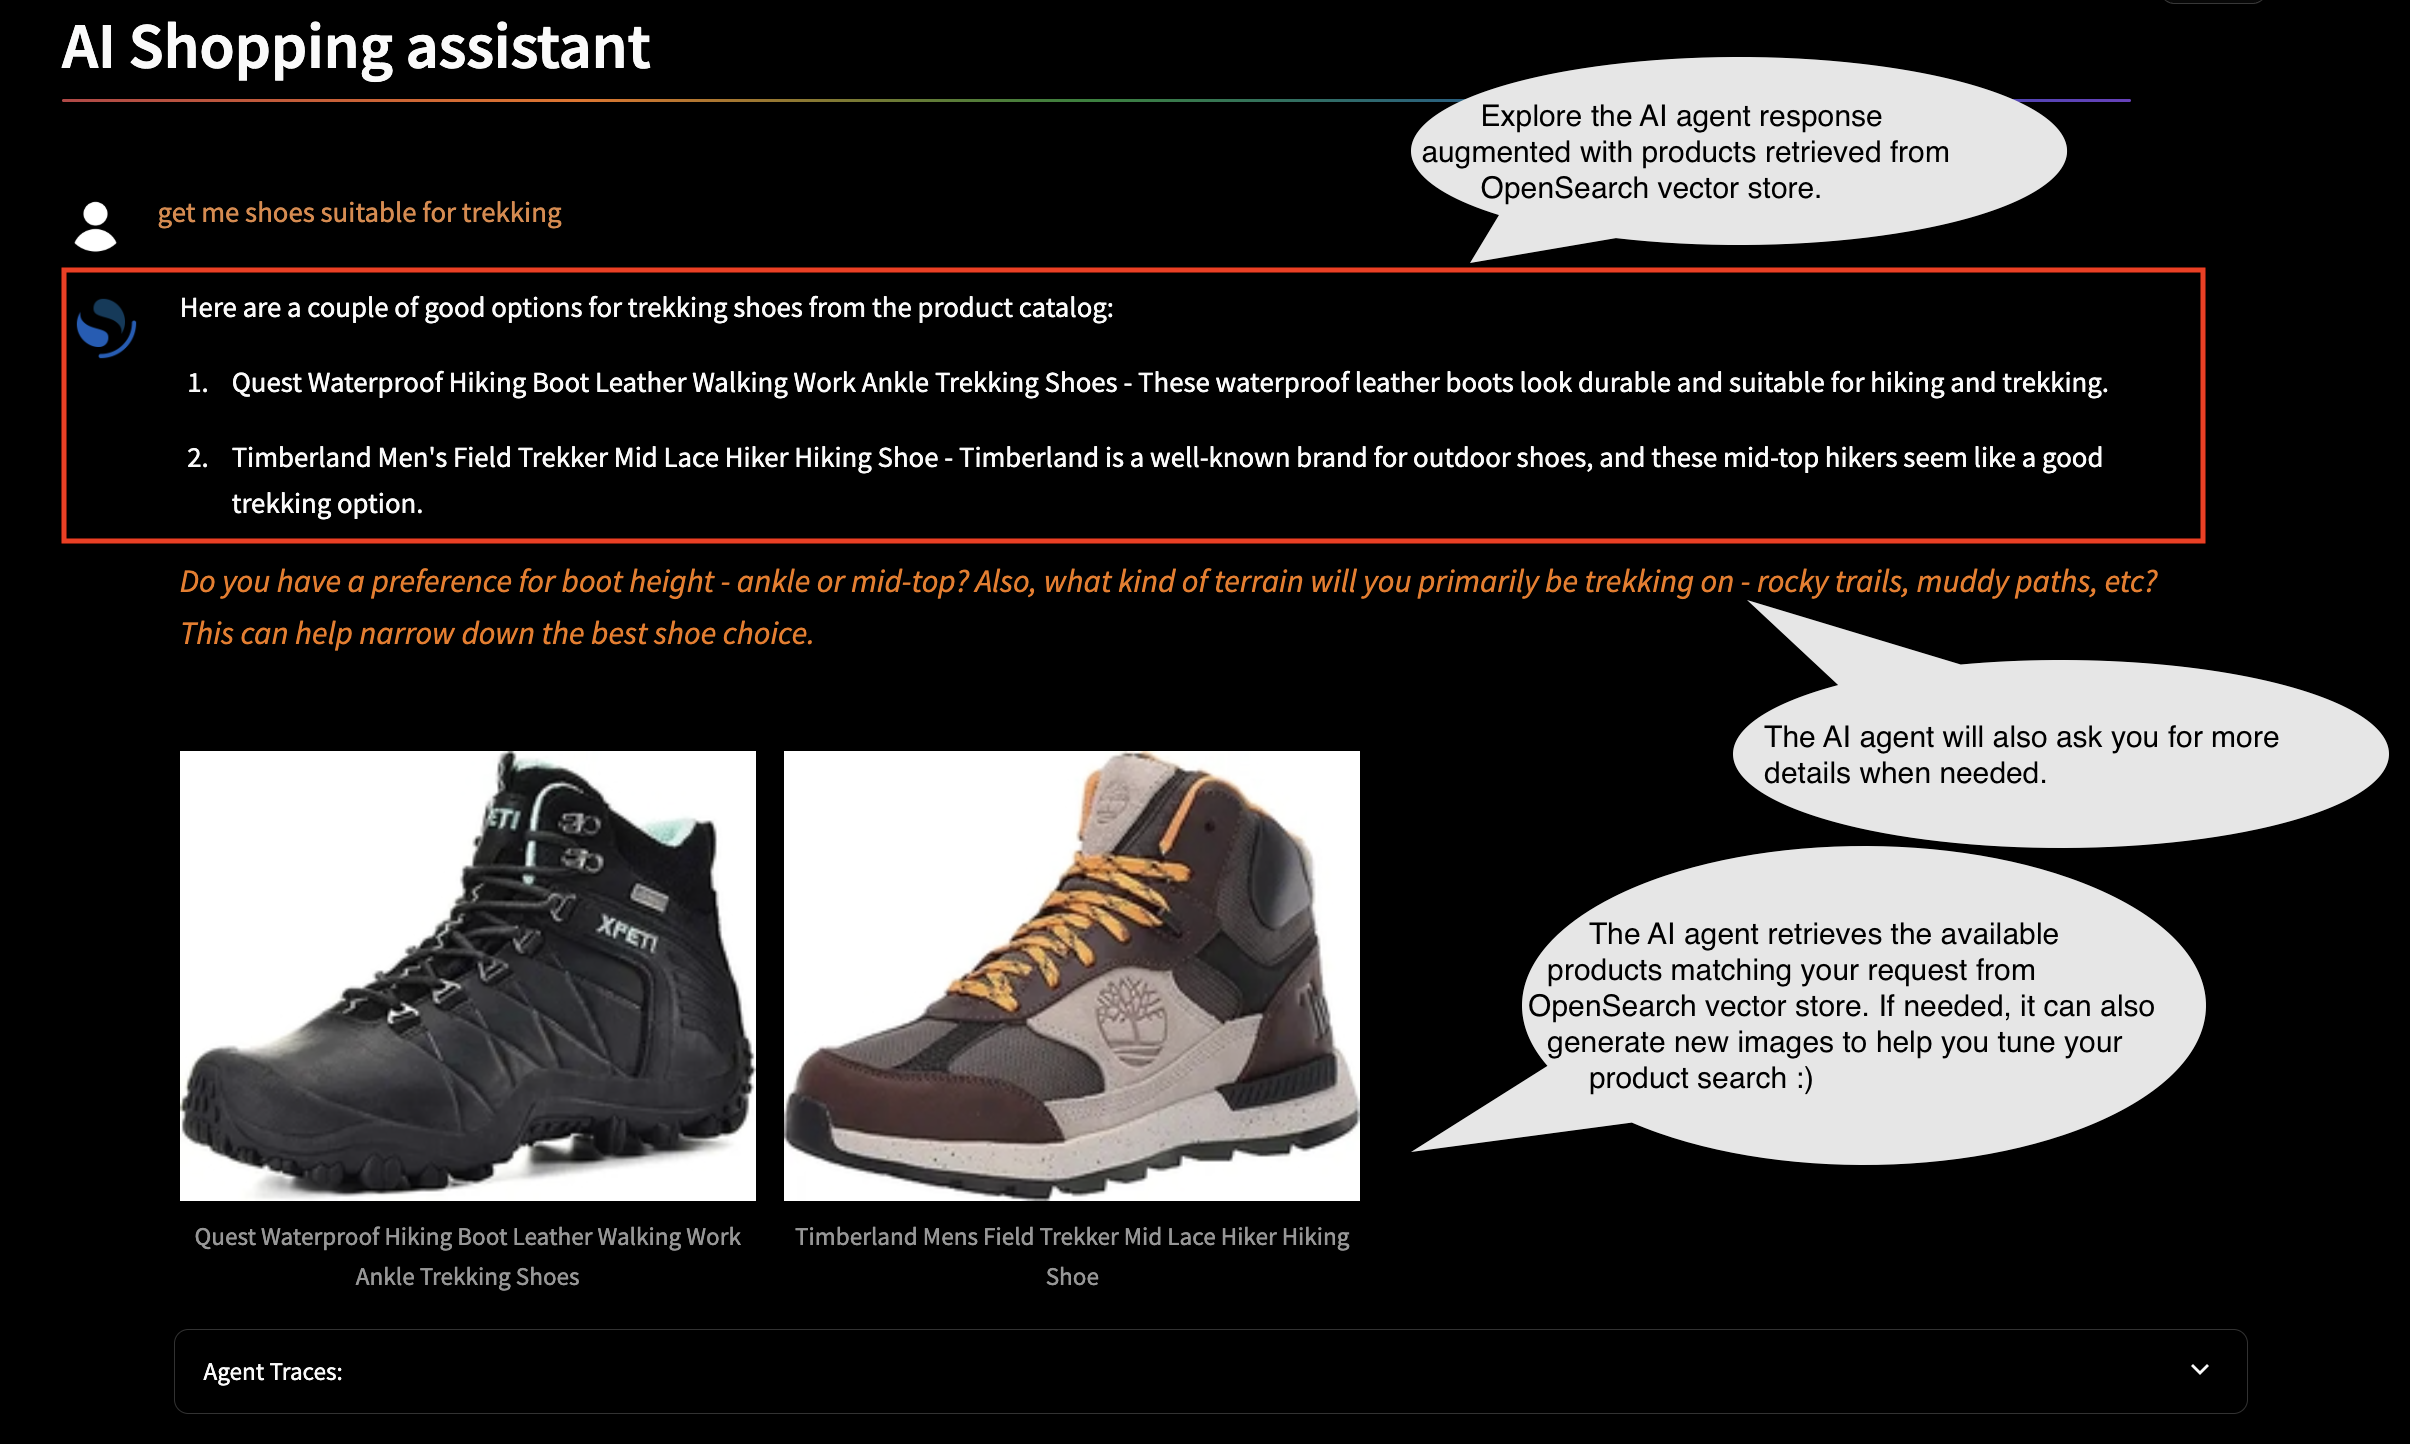 AI Shopping assistant
Explore the AI agent response
augmented with products retrieved from
OpenSearch vector store.
get me shoes suitable for trekking
Here are a couple of good options for trekking shoes from the product catalog:
1. Quest Waterproof Hiking Boot Leather Walking Work Ankle Trekking Shoes - These waterproof leather boots look durable and suitable for hiking and trekking.
2. Timberland Men's Field Trekker Mid Lace Hiker Hiking Shoe - Timberland is a well-known brand for outdoor shoes, and these mid-top hikers seem like a good
trekking option.
Do you have a preference for boot height - ankle or mid-top? Also, what kind of terrain will you primarily be trekking on - rocky trails, muddy paths, etc?
This can help narrow down the best shoe choice.
The AI agent will also ask you for more
details when needed.
ETI
XPETI
The AI agent retrieves the available
products matching your request from
OpenSearch vector store. If needed, it can also
generate new images to help you tune your
product search :)
Quest Waterproof Hiking Boot Leather Walking Work
Ankle Trekking Shoes
Timberland Mens Field Trekker Mid Lace Hiker Hiking
Shoe
Agent Traces: